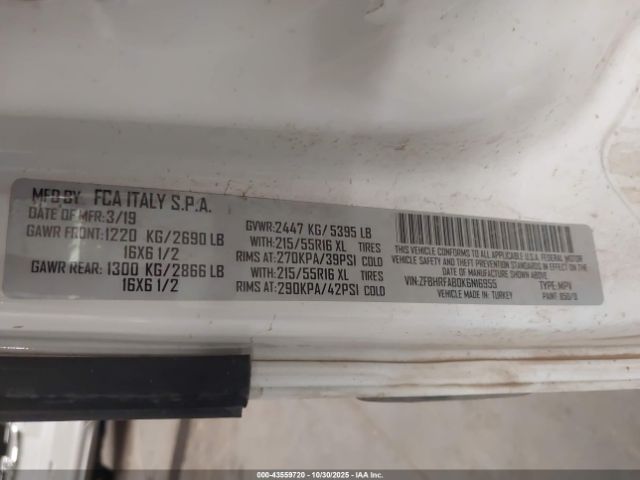 MFD BY FCA ITALY S.P.A.
DATE OF MFR: 3/19
GAWR FRONT: 1220 KG/2690 LB
16X6 1/2
GAWR REAR: 1300 KG/2866 LB
16X6 1/2
GVWR: 2447 KG/5395 LB
WITH: 215/55R16 XL TIRES
RIMS AT: 270KPA/39PSI COLD
WITH: 215/55R16 XL TIRES
RIMS AT: 290KPA/42PSI COLD
THIS VEHICLE CONFORMS TO ALL APPLICABLE U.S.A. FEDERAL MOTOR
VEHICLE SAFETY, BUMPER, AND THEFT PREVENTION STANDARDS IN EFFECT ON THE DATE OF
MANUFACTURE SHOWN ABOVE
TYPE: MPV
MADE IN: TURKEY
000-43559720 - 10/30/2025 - IAA Inc.